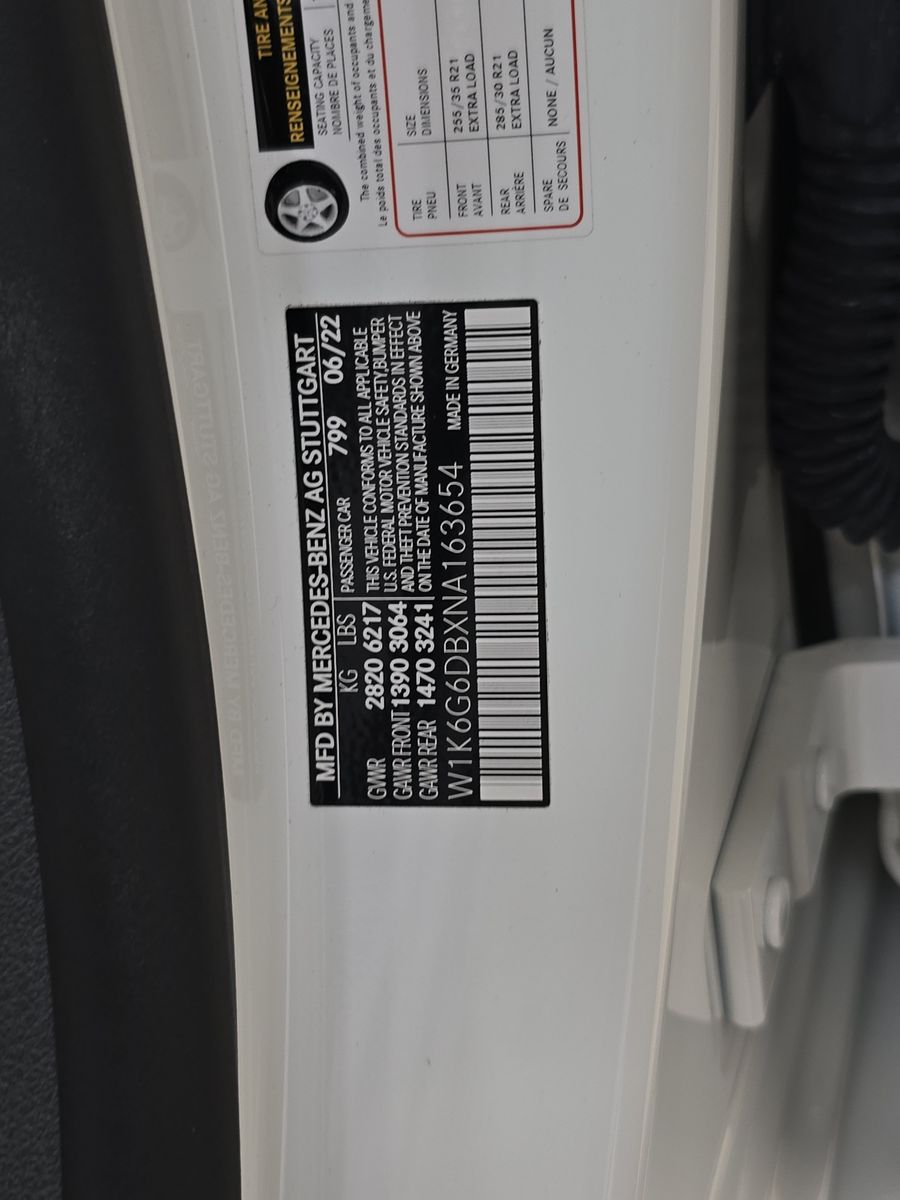 TIRE AN
RENSEIGNEMENTS
SEATING CAPACITY
NOMBRE DE PLACES
The combined weight of occupants and
Le poids total des occupants et du chargeme
TIRE SIZE
PNEU DIMENSIONS
FRONT 255/35 R21
AVANT EXTRA LOAD
REAR 285/30 R21
ARRIÈRE EXTRA LOAD
SPARE NONE / AUCUN
DE SECOURS
MFD BY MERCEDES-BENZ AG STUTTGART
KG LBS PASSENGER CAR 799 06/22
GVWR 2820 6217 THIS VEHICLE CONFORMS TO ALL APPLICABLE
GAWR FRONT 1390 3064 U.S. FEDERAL MOTOR VEHICLE SAFETY,BUMPER
GAWR REAR 1470 3241 AND THEFT PREVENTION STANDARDS IN EFFECT
ON THE DATE OF MANUFACTURE SHOWN ABOVE
W1K6G6DBXNA163654 MADE IN GERMANY